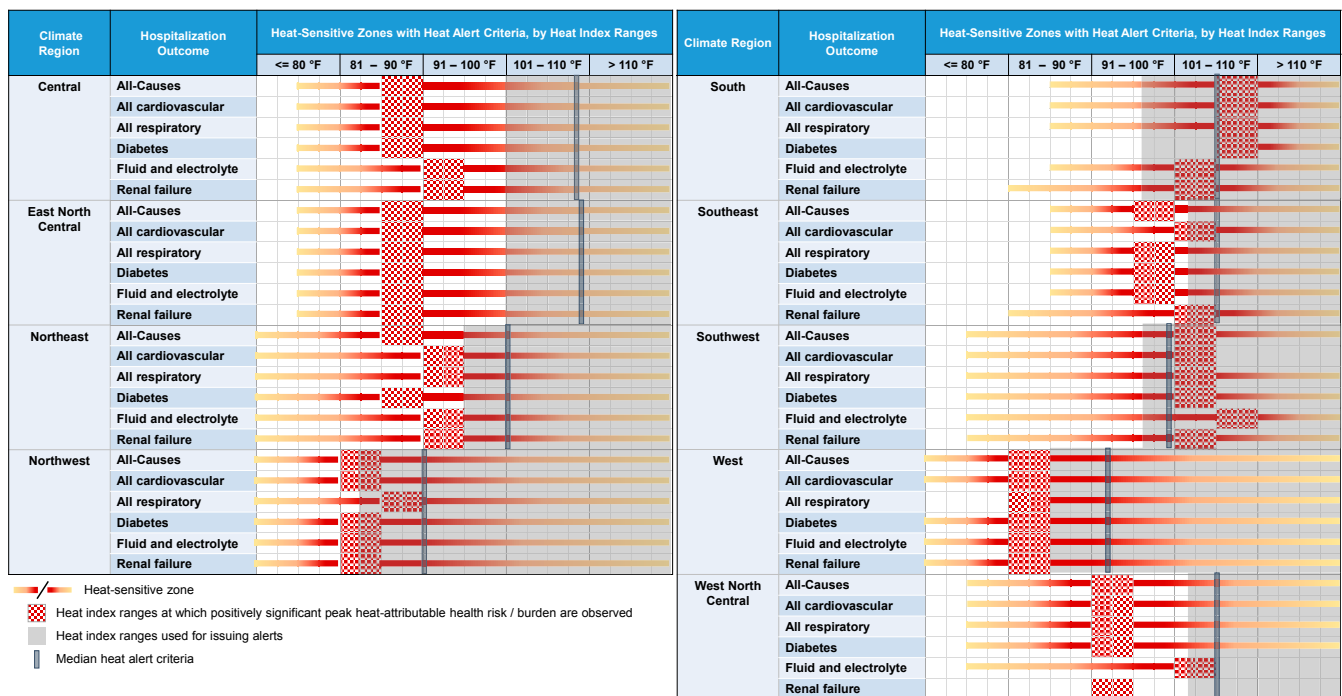 Climate Region
Hospitalization Outcome
Heat-Sensitive Zones with Heat Alert Criteria, by Heat Index Ranges
<= 80 °F 81 – 90 °F 91 – 100 °F 101 – 110 °F > 110 °F
Central All-Causes
All cardiovascular
All respiratory
Diabetes
Fluid and electrolyte
Renal failure
East North Central All-Causes
All cardiovascular
All respiratory
Diabetes
Fluid and electrolyte
Renal failure
Northeast All-Causes
All cardiovascular
All respiratory
Diabetes
Fluid and electrolyte
Renal failure
Northwest All-Causes
All cardiovascular
All respiratory
Diabetes
Fluid and electrolyte
Renal failure
Heat-sensitive zone
Heat index ranges at which positively significant peak heat-attributable health risk / burden are observed
Heat index ranges used for issuing alerts
Median heat alert criteria
Climate Region
Hospitalization Outcome
Heat-Sensitive Zones with Heat Alert Criteria, by Heat Index Ranges
<= 80 °F 81 – 90 °F 91 – 100 °F 101 – 110 °F > 110 °F
South All-Causes
All cardiovascular
All respiratory
Diabetes
Fluid and electrolyte
Renal failure
Southeast All-Causes
All cardiovascular
All respiratory
Diabetes
Fluid and electrolyte
Renal failure
Southwest All-Causes
All cardiovascular
All respiratory
Diabetes
Fluid and electrolyte
Renal failure
West All-Causes
All cardiovascular
All respiratory
Diabetes
Fluid and electrolyte
Renal failure
West North Central All-Causes
All cardiovascular
All respiratory
Diabetes
Fluid and electrolyte
Renal failure